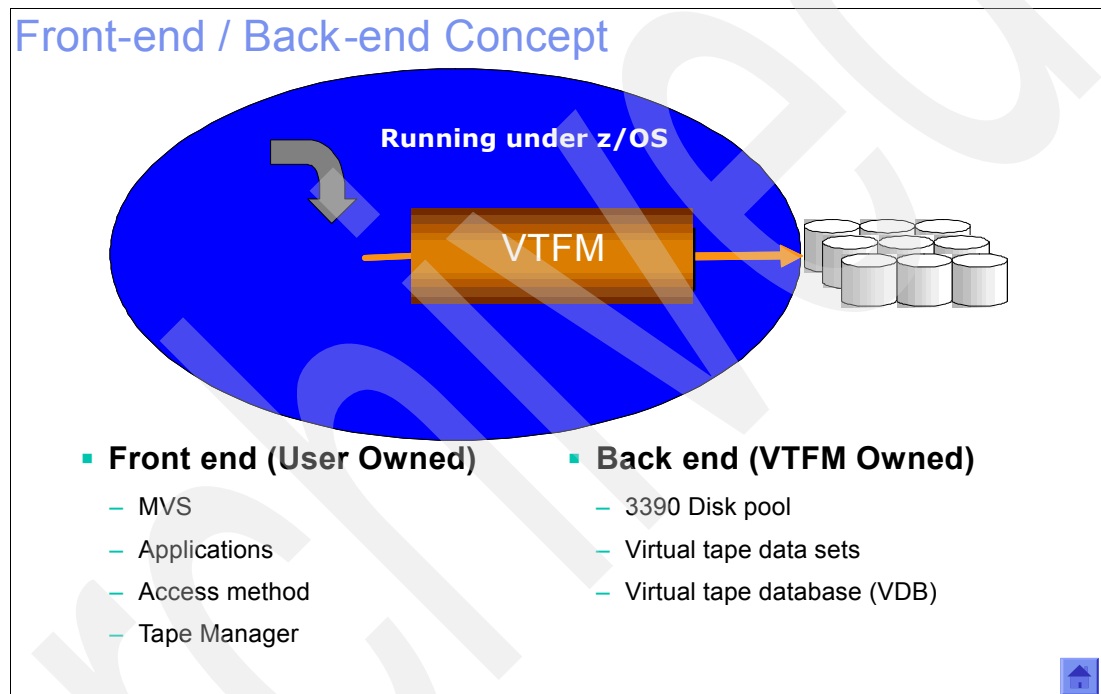 Front-end / Back-end Concept
Running under z/OS
VTFM
▪ Front end (User Owned)
– MVS
– Applications
– Access method
– Tape Manager
▪ Back end (VTFM Owned)
– 3390 Disk pool
– Virtual tape data sets
– Virtual tape database (VDB)